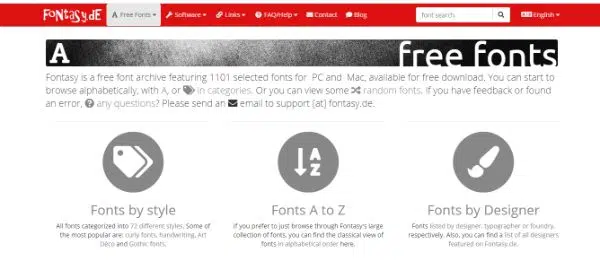 FONTASY.DE Free Fonts Software Links FAQ/Help Contact Blog font search English
A free fonts
Fontasy is a free font archive featuring 1101 selected fonts for PC and Mac, available for free download. You can start to
browse alphabetically, with A, or in categories. Or you can view some random fonts. If you have feedback or found
an error, any questions? Please send an email to support [at] fontasy.de.
A Z
Fonts by style
All fonts categorized into 72 different styles. Some of
the most popular are: curly fonts, handwriting, Art
Deco and Gothic fonts.
Fonts A to Z
If you prefer to just browse through Fontasy's large
collection of fonts, you can find the classical view of
fonts in alphabetical order here.
Fonts by Designer
Fonts listed by designer, typographer or foundry,
respectively. Also, you can find a list of all designers
featured on Fontasy.de.